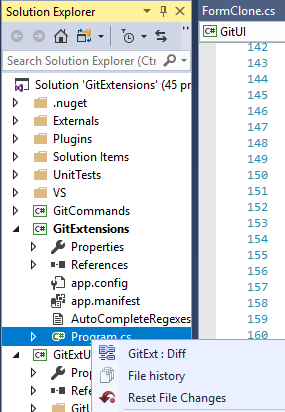 Solution Explorer
FormClone.cs
GitUI
Search Solution Explorer (Ctr
Solution 'GitExtensions' (45 pr
.nuget
Externals
Plugins
Solution Items
UnitTests
VS
C# GitCommands
C# GitExtensions
Properties
References
app.config
app.manifest
AutoCompleteRegexes
C# Program.cs
C# GitExtU
Prop
Refe
GitExt : Diff
File history
Reset File Changes
142
143
144
145
146
147
148
149
150
151
152
153
154
155
156
157
158
159
160